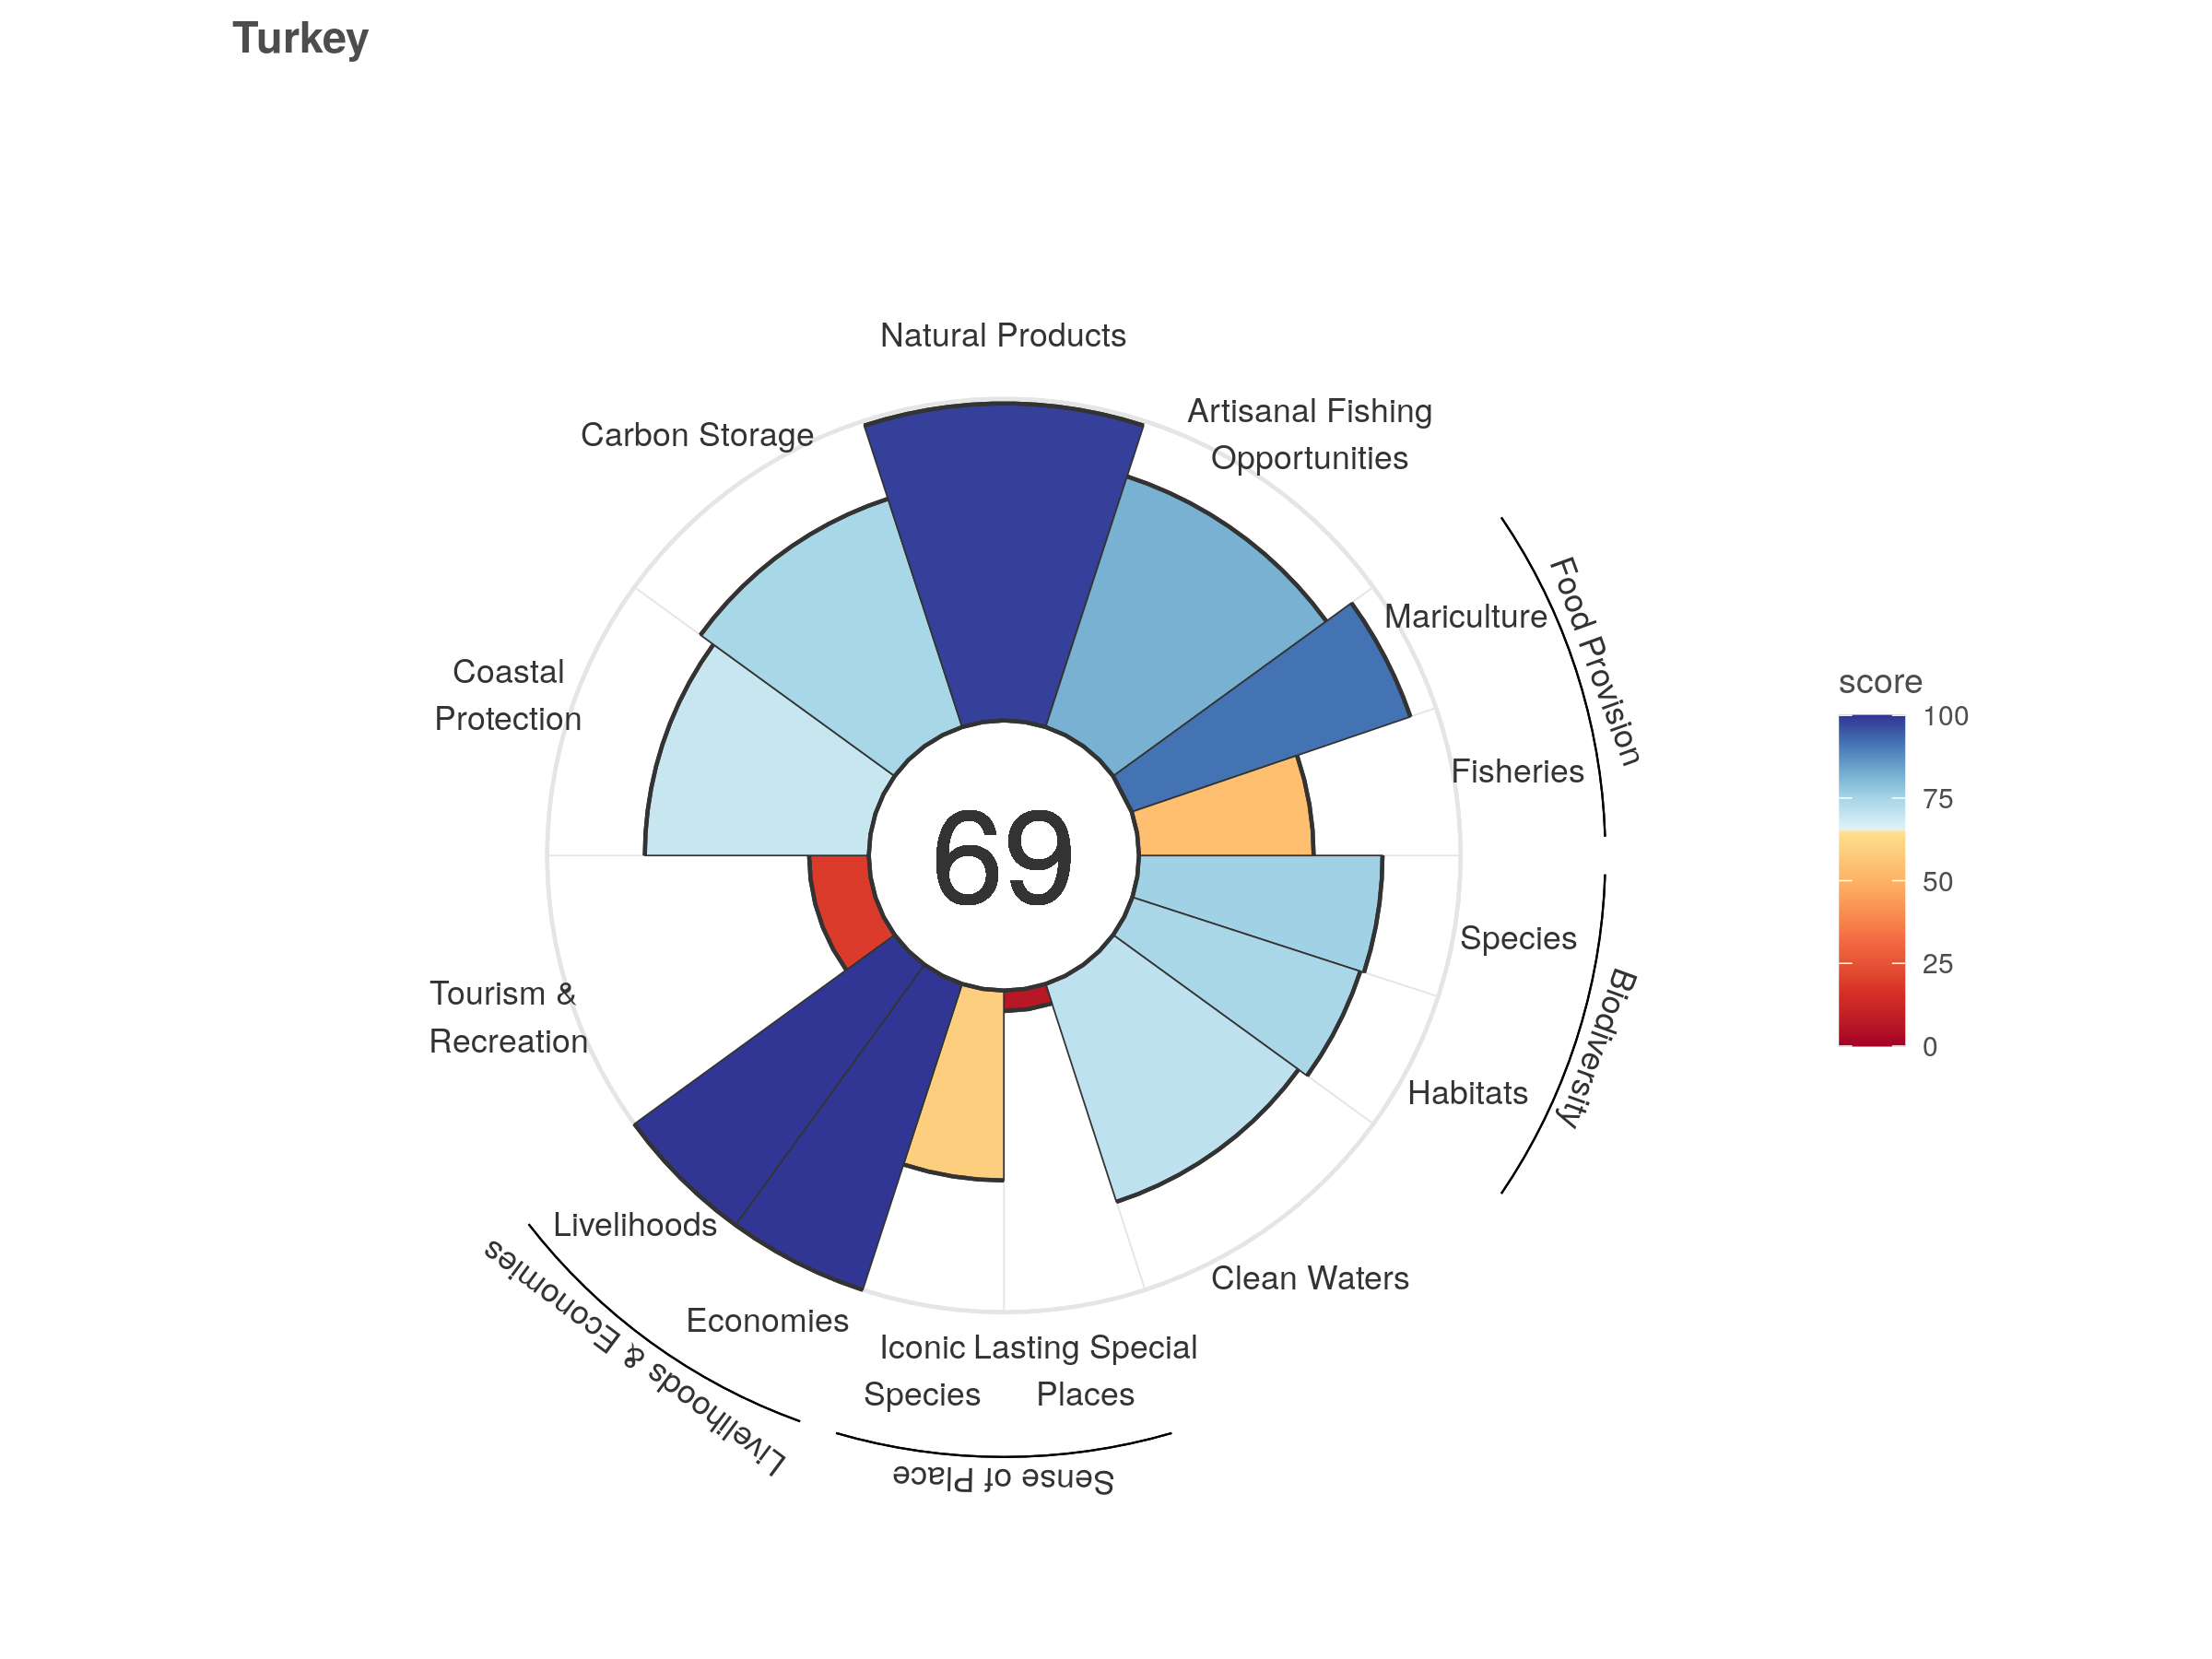 Turkey
Natural Products
Artisanal Fishing
Opportunities
Carbon Storage
Mariculture
Food Provision
Coastal
Protection
Fisheries
69
Species
Biodiversity
Tourism &
Recreation
Habitats
Livelihoods
Clean Waters
Economies
Livelihoods & Economies
Iconic
Species
Lasting Special
Places
Sense of Place
score
100
75
50
25
0